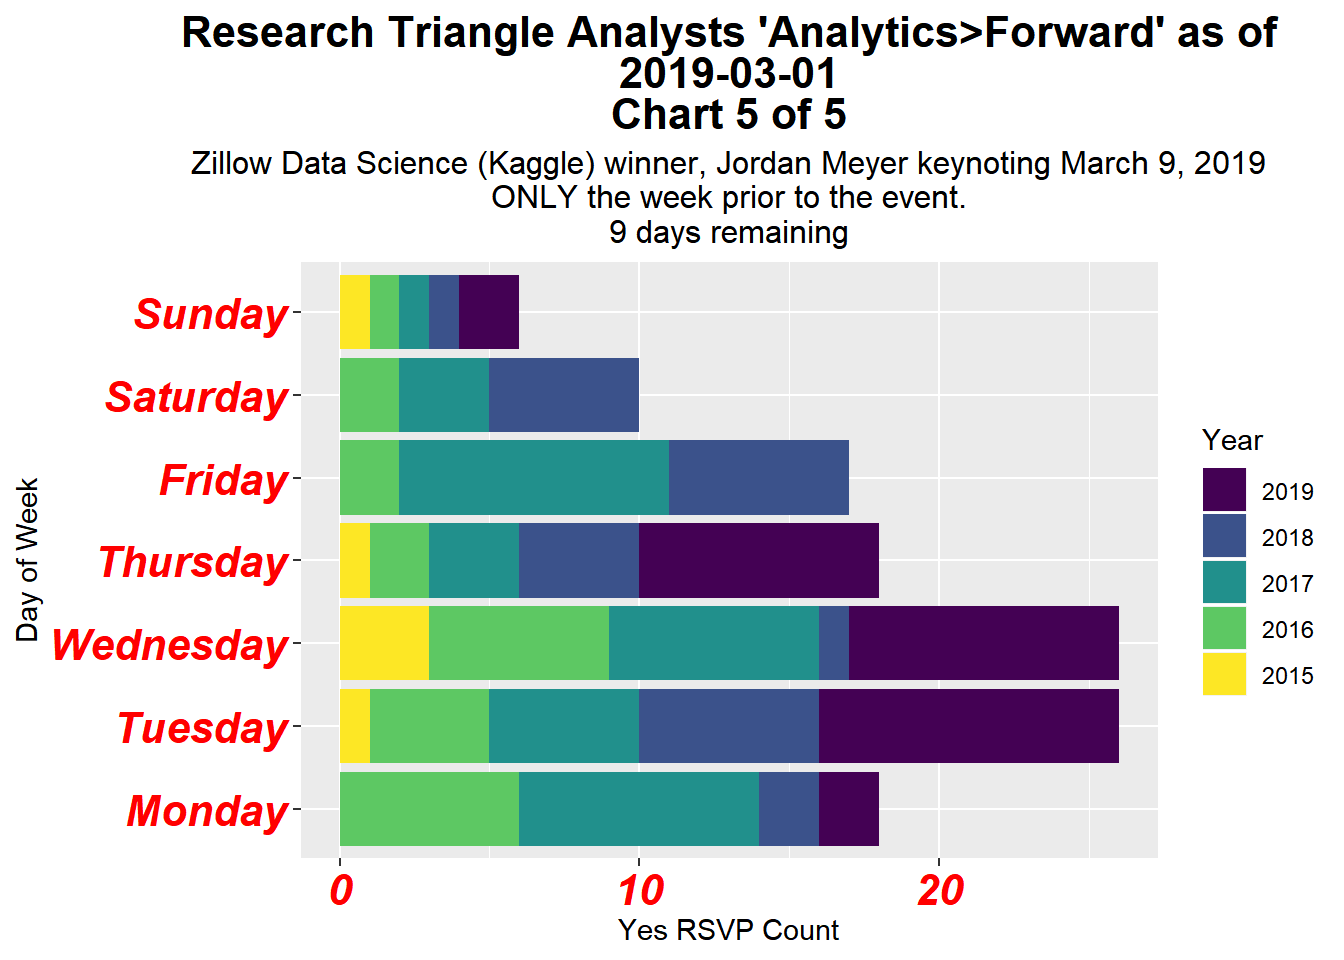 Research Triangle Analysts 'Analytics>Forward' as of
2019-03-01
Chart 5 of 5
Zillow Data Science (Kaggle) winner, Jordan Meyer keynoting March 9, 2019
ONLY the week prior to the event.
9 days remaining
Day of Week
Sunday
Saturday
Friday
Thursday
Wednesday
Tuesday
Monday
0 10 20
Yes RSVP Count
Year
2019
2018
2017
2016
2015